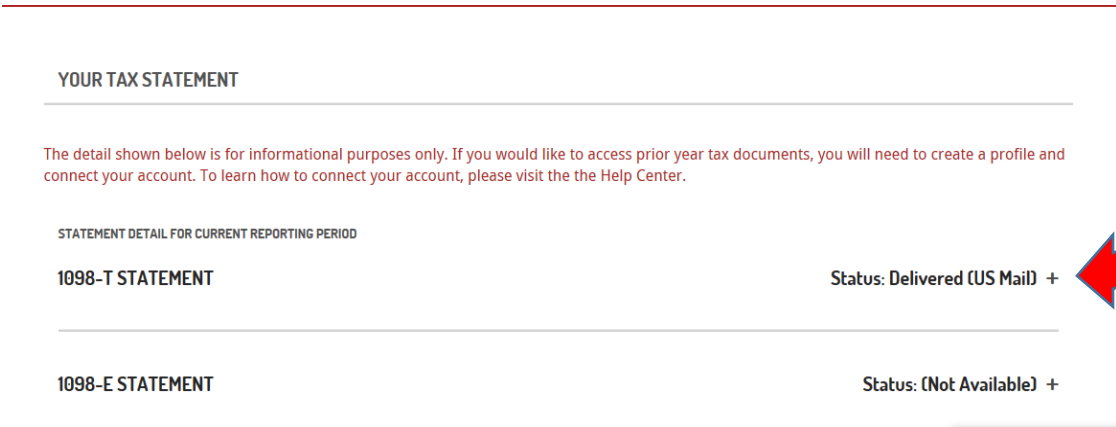 YOUR TAX STATEMENT
The detail shown below is for informational purposes only. If you would like to access prior year tax documents, you will need to create a profile and
connect your account. To learn how to connect your account, please visit the the Help Center.
STATEMENT DETAIL FOR CURRENT REPORTING PERIOD
1098-T STATEMENT Status: Delivered (US Mail) +
1098-E STATEMENT Status: (Not Available) +